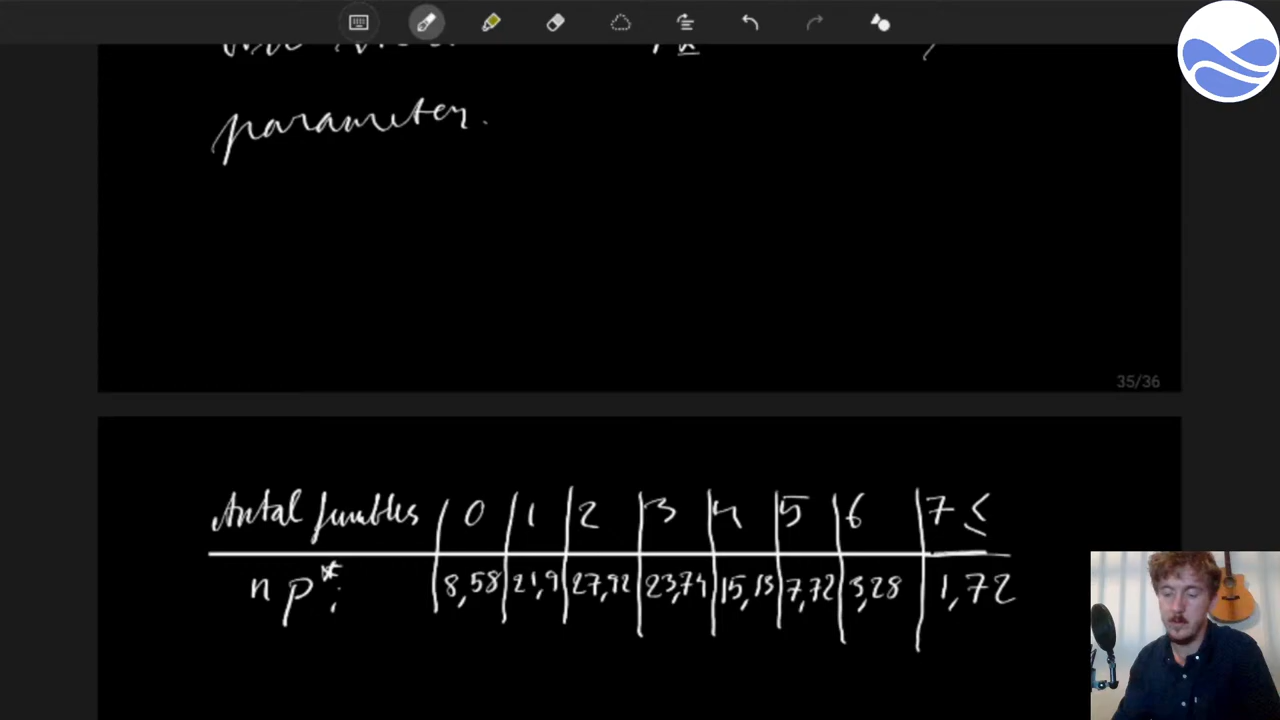 parameter.
35/36
Antal fumbles | 0 | 1 | 2 | 3 | 4 | 5 | 6 | 7 ≤
n p*i | 8,58 | 21,9 | 27,92 | 23,74 | 15,13 | 7,72 | 3,28 | 1,72